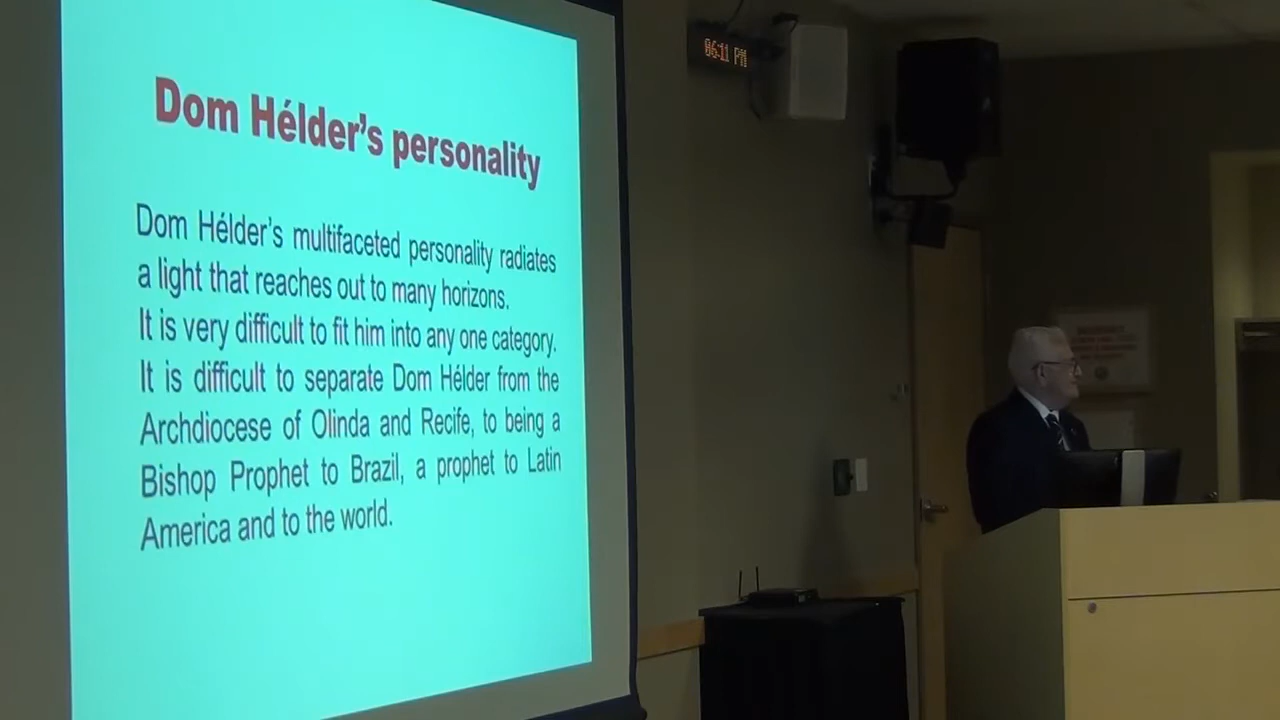 Dom Hélder's personality
Dom Hélder's multifaceted personality radiates
a light that reaches out to many horizons.
It is very difficult to fit him into any one category.
It is difficult to separate Dom Hélder from the
Archdiocese of Olinda and Recife, to being a
Bishop Prophet to Brazil, a prophet to Latin
America and to the world.
06:11 PM